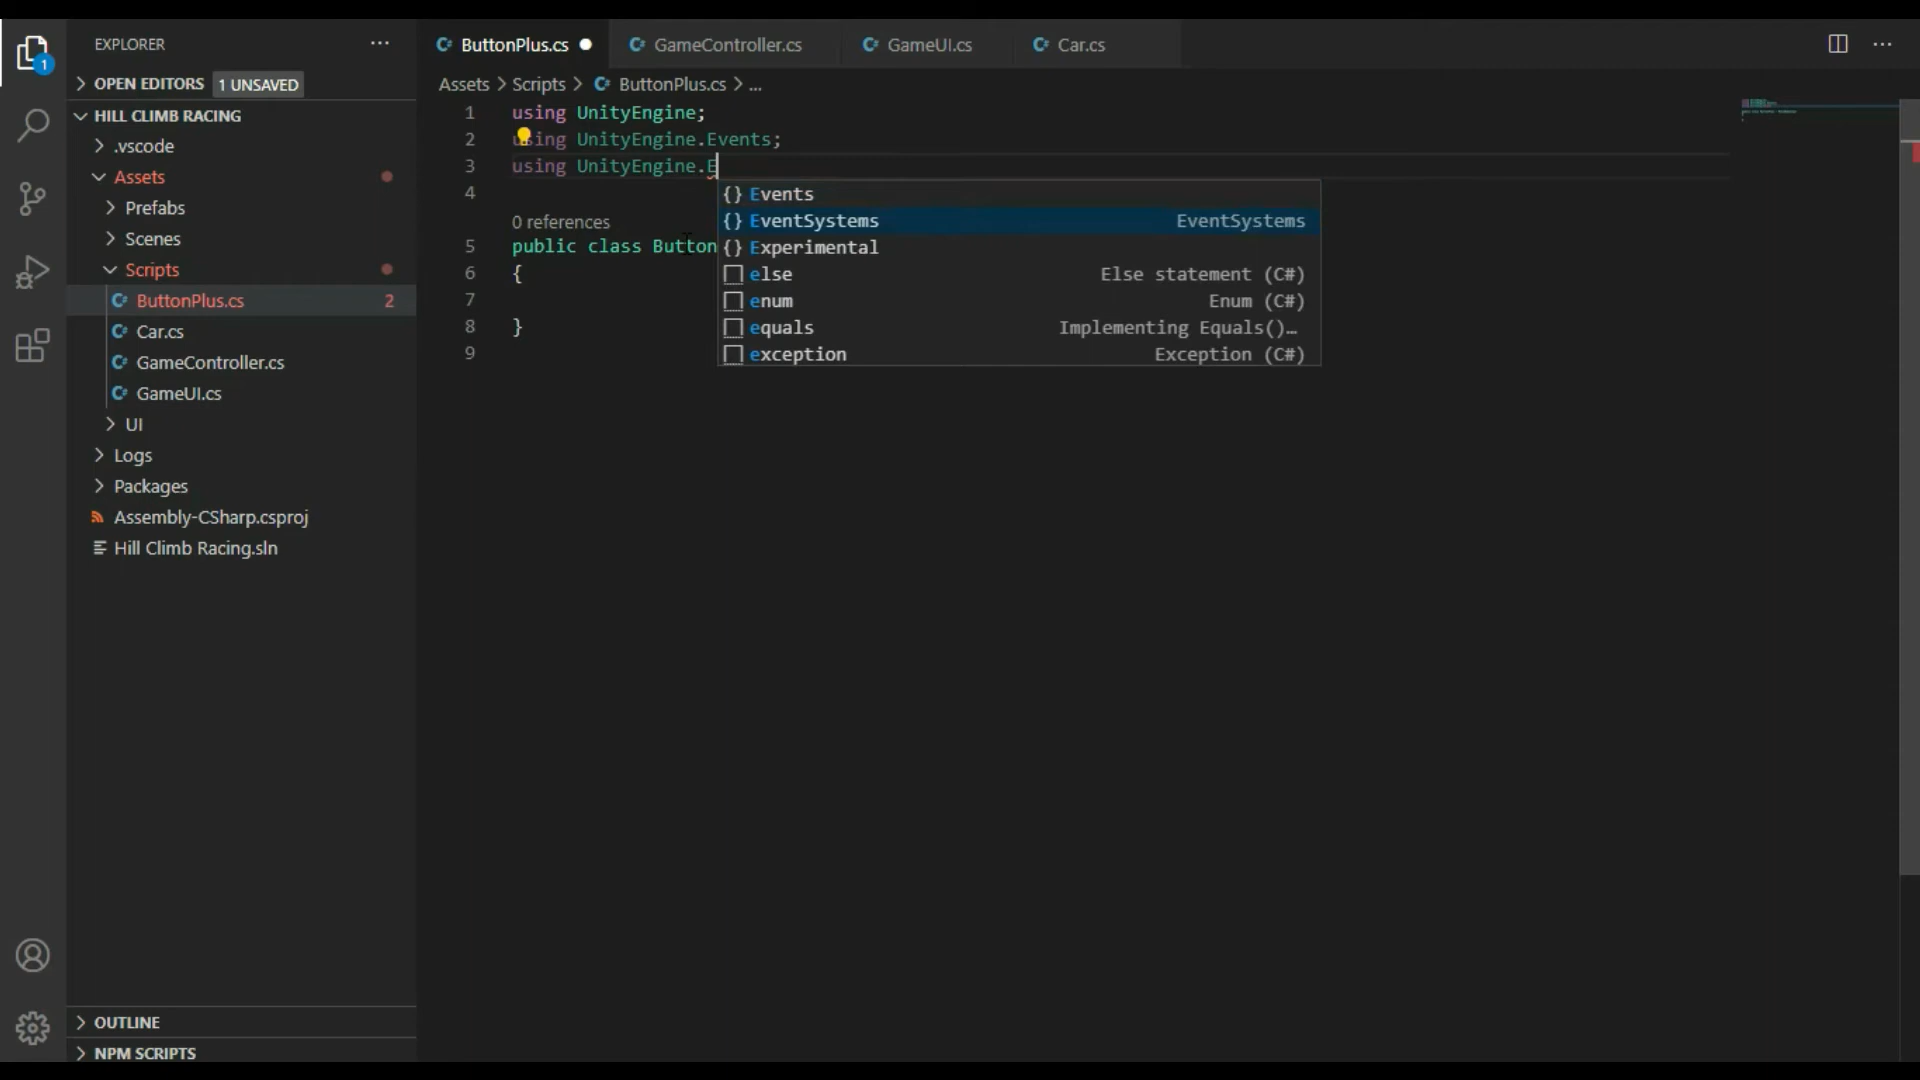 EXPLORER
OPEN EDITORS 1 UNSAVED
HILL CLIMB RACING
.vscode
Assets
Prefabs
Scenes
Scripts
ButtonPlus.cs 2
Car.cs
GameController.cs
GameUI.cs
UI
Logs
Packages
Assembly-CSharp.csproj
Hill Climb Racing.sln
OUTLINE
NPM SCRIPTS
1
ButtonPlus.cs GameController.cs GameUI.cs Car.cs
Assets > Scripts > ButtonPlus.cs > ...
1 using UnityEngine;
2 using UnityEngine.Events;
3 using UnityEngine.E
4
0 references
5 public class Button
6 {
7
8 }
9
{} Events
{} EventSystems EventSystems
{} Experimental
else Else statement (C#)
enum Enum (C#)
equals Implementing Equals()…
exception Exception (C#)